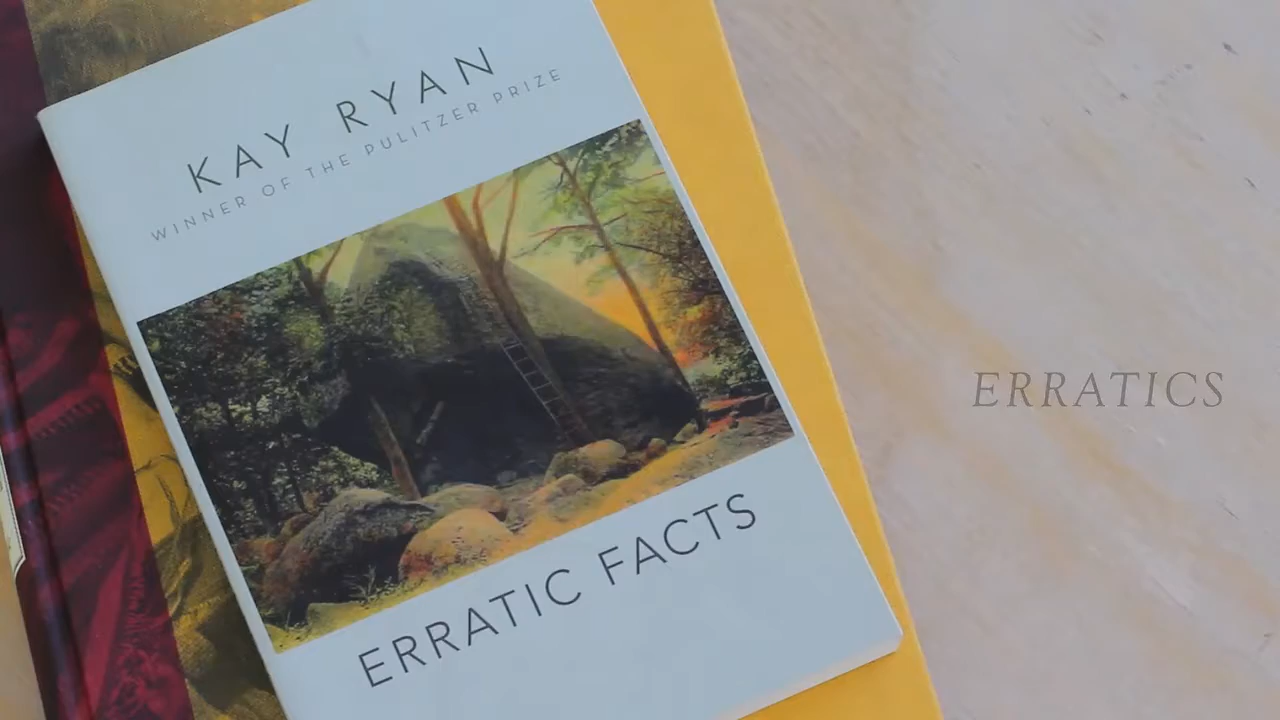 KAY RYAN
WINNER OF THE PULITZER PRIZE
ERRATIC FACTS
ERRATICS